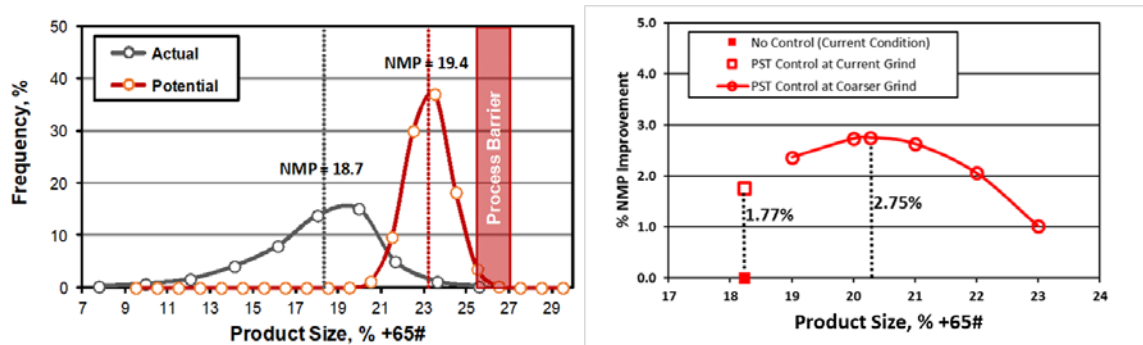 50
40
30
20
10
0
Frequency, %
Actual
Potential
NMP = 19.4
NMP = 18.7
Process Barrier
7 9 11 13 15 17 19 21 23 25 27 29
Product Size, % +65#
5.0
4.0
3.0
2.0
1.0
0.0
% NMP Improvement
No Control (Current Condition)
PST Control at Current Grind
PST Control at Coarser Grind
1.77%
2.75%
17 18 19 20 21 22 23 24
Product Size, % +65#